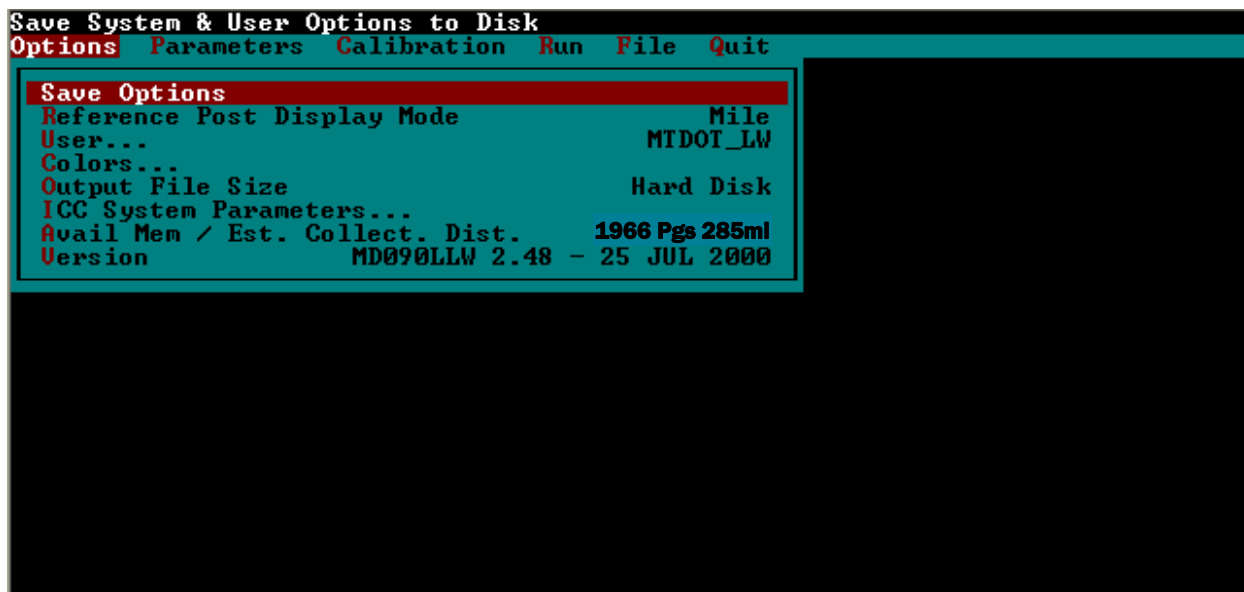 Save System & User Options to Disk
Options Parameters Calibration Run File Quit
Save Options
Reference Post Display Mode Mile
User... MTDOT_LW
Colors...
Output File Size Hard Disk
ICC System Parameters...
Avail Mem / Est. Collect. Dist. 1966 Pgs 285ml
Version MD090LLW 2.48 - 25 JUL 2000